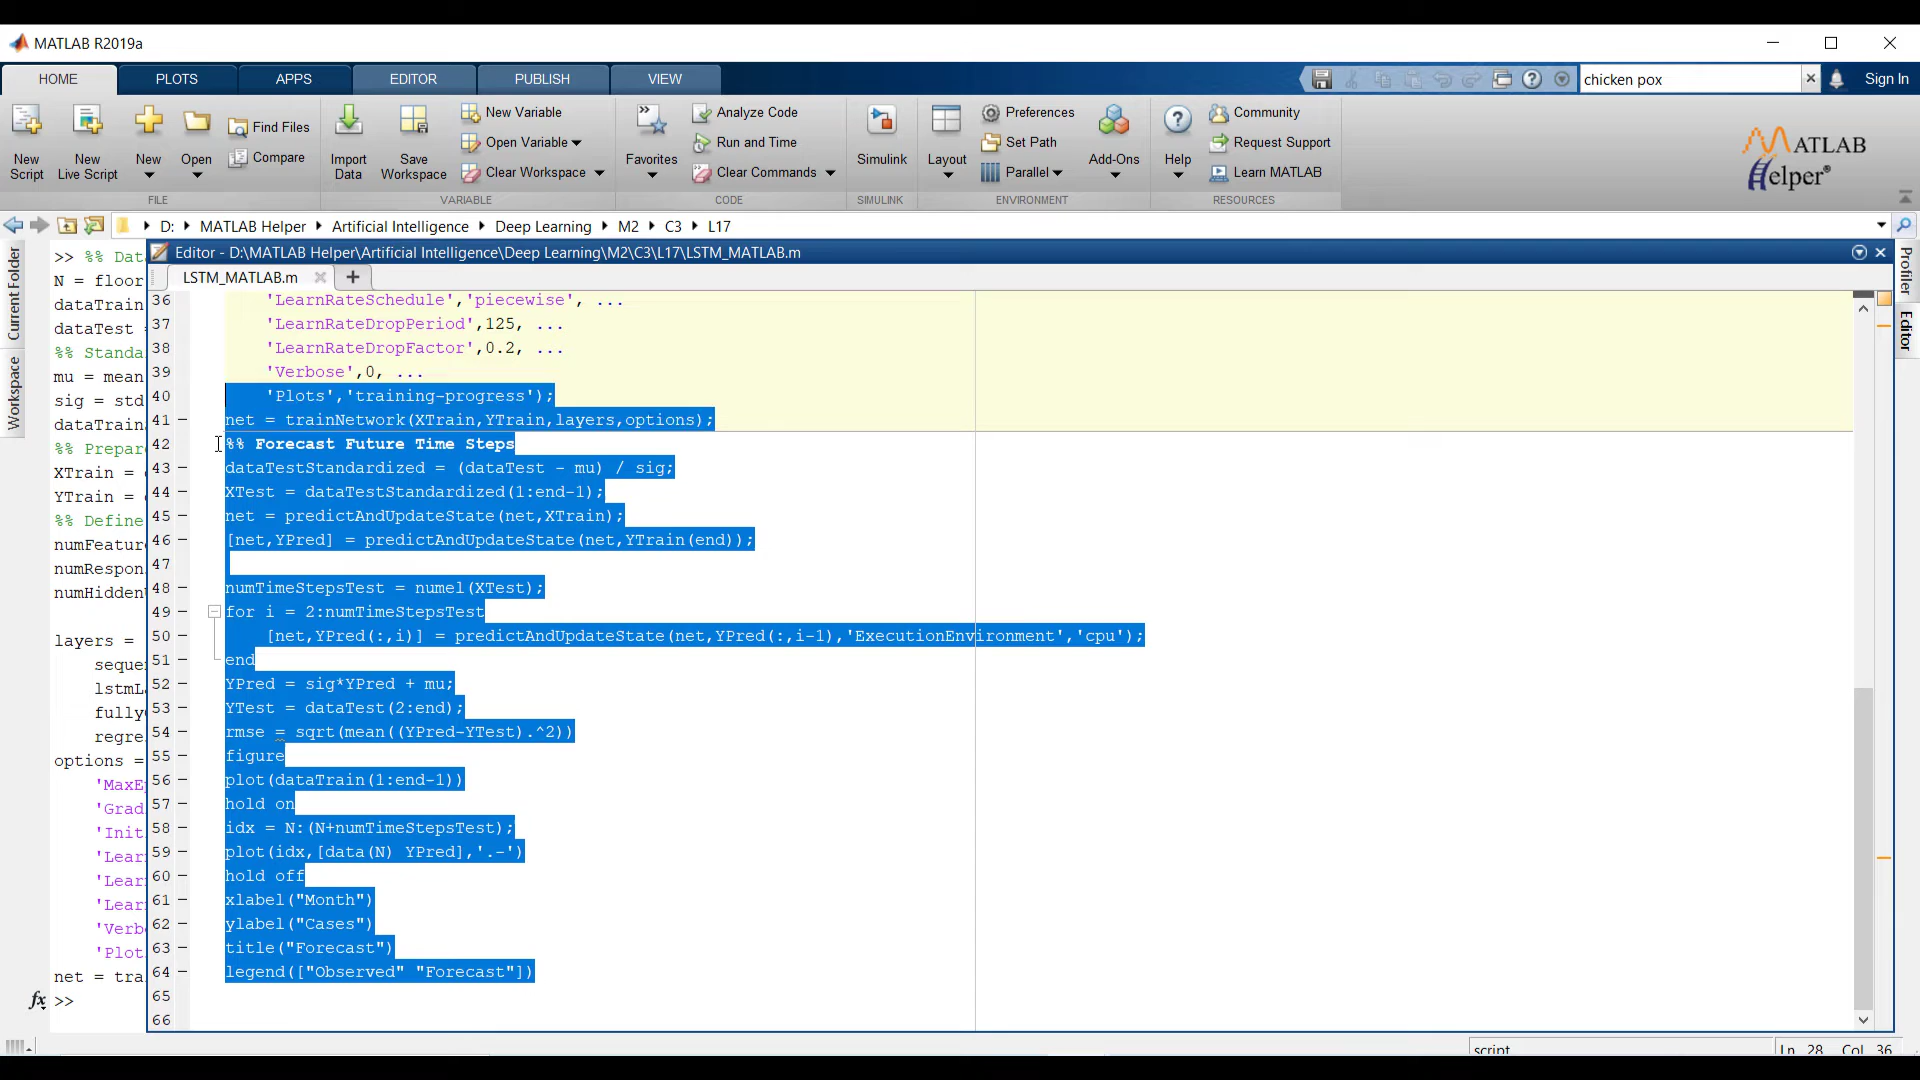 MATLAB R2019a
HOME PLOTS APPS EDITOR PUBLISH VIEW
chicken pox
Sign In
New Script
New Live Script
New
Open
Find Files
Compare
Import Data
Save Workspace
New Variable
Open Variable
Clear Workspace
Favorites
Analyze Code
Run and Time
Clear Commands
Simulink
Layout
Preferences
Set Path
Parallel
Add-Ons
Help
Community
Request Support
Learn MATLAB
FILE VARIABLE CODE SIMULINK ENVIRONMENT RESOURCES
MATLAB Helper®
D: MATLAB Helper Artificial Intelligence Deep Learning M2 C3 L17
Current Folder
Workspace
>> %% Dat
N = floor
dataTrain
dataTest =
%% Standa
mu = mean
sig = std
dataTrain
%% Prepar
XTrain = 
YTrain = 
%% Define
numFeatur
numRespon
numHidden
layers =
seque
lstmL
fully
regre
options =
'MaxE
'Grad
'Init
'Lear
'Lear
'Lear
'Verb
'Plot
net = tra
fx >>
Editor - D:\MATLAB Helper\Artificial Intelligence\Deep Learning\M2\C3\L17\LSTM_MATLAB.m
LSTM_MATLAB.m
36 'LearnRateSchedule','piecewise', ...
37 'LearnRateDropPeriod',125, ...
38 'LearnRateDropFactor',0.2, ...
39 'Verbose',0, ...
40 'Plots','training-progress');
41 net = trainNetwork(XTrain,YTrain,layers,options);
42 %% Forecast Future Time Steps
43 dataTestStandardized = (dataTest - mu) / sig;
44 XTest = dataTestStandardized(1:end-1);
45 net = predictAndUpdateState(net,XTrain);
46 [net,YPred] = predictAndUpdateState(net,YTrain(end));
47
48 numTimeStepsTest = numel(XTest);
49 for i = 2:numTimeStepsTest
50 [net,YPred(:,i)] = predictAndUpdateState(net,YPred(:,i-1),'ExecutionEnvironment','cpu');
51 end
52 YPred = sig*YPred + mu;
53 YTest = dataTest(2:end);
54 rmse = sqrt(mean((YPred-YTest).^2))
55 figure
56 plot(dataTrain(1:end-1))
57 hold on
58 idx = N:(N+numTimeStepsTest);
59 plot(idx,[data(N) YPred],'.-')
60 hold off
61 xlabel("Month")
62 ylabel("Cases")
63 title("Forecast")
64 legend(["Observed" "Forecast"])
65
66
Profiler
Editor
script
Ln 28 Col 36